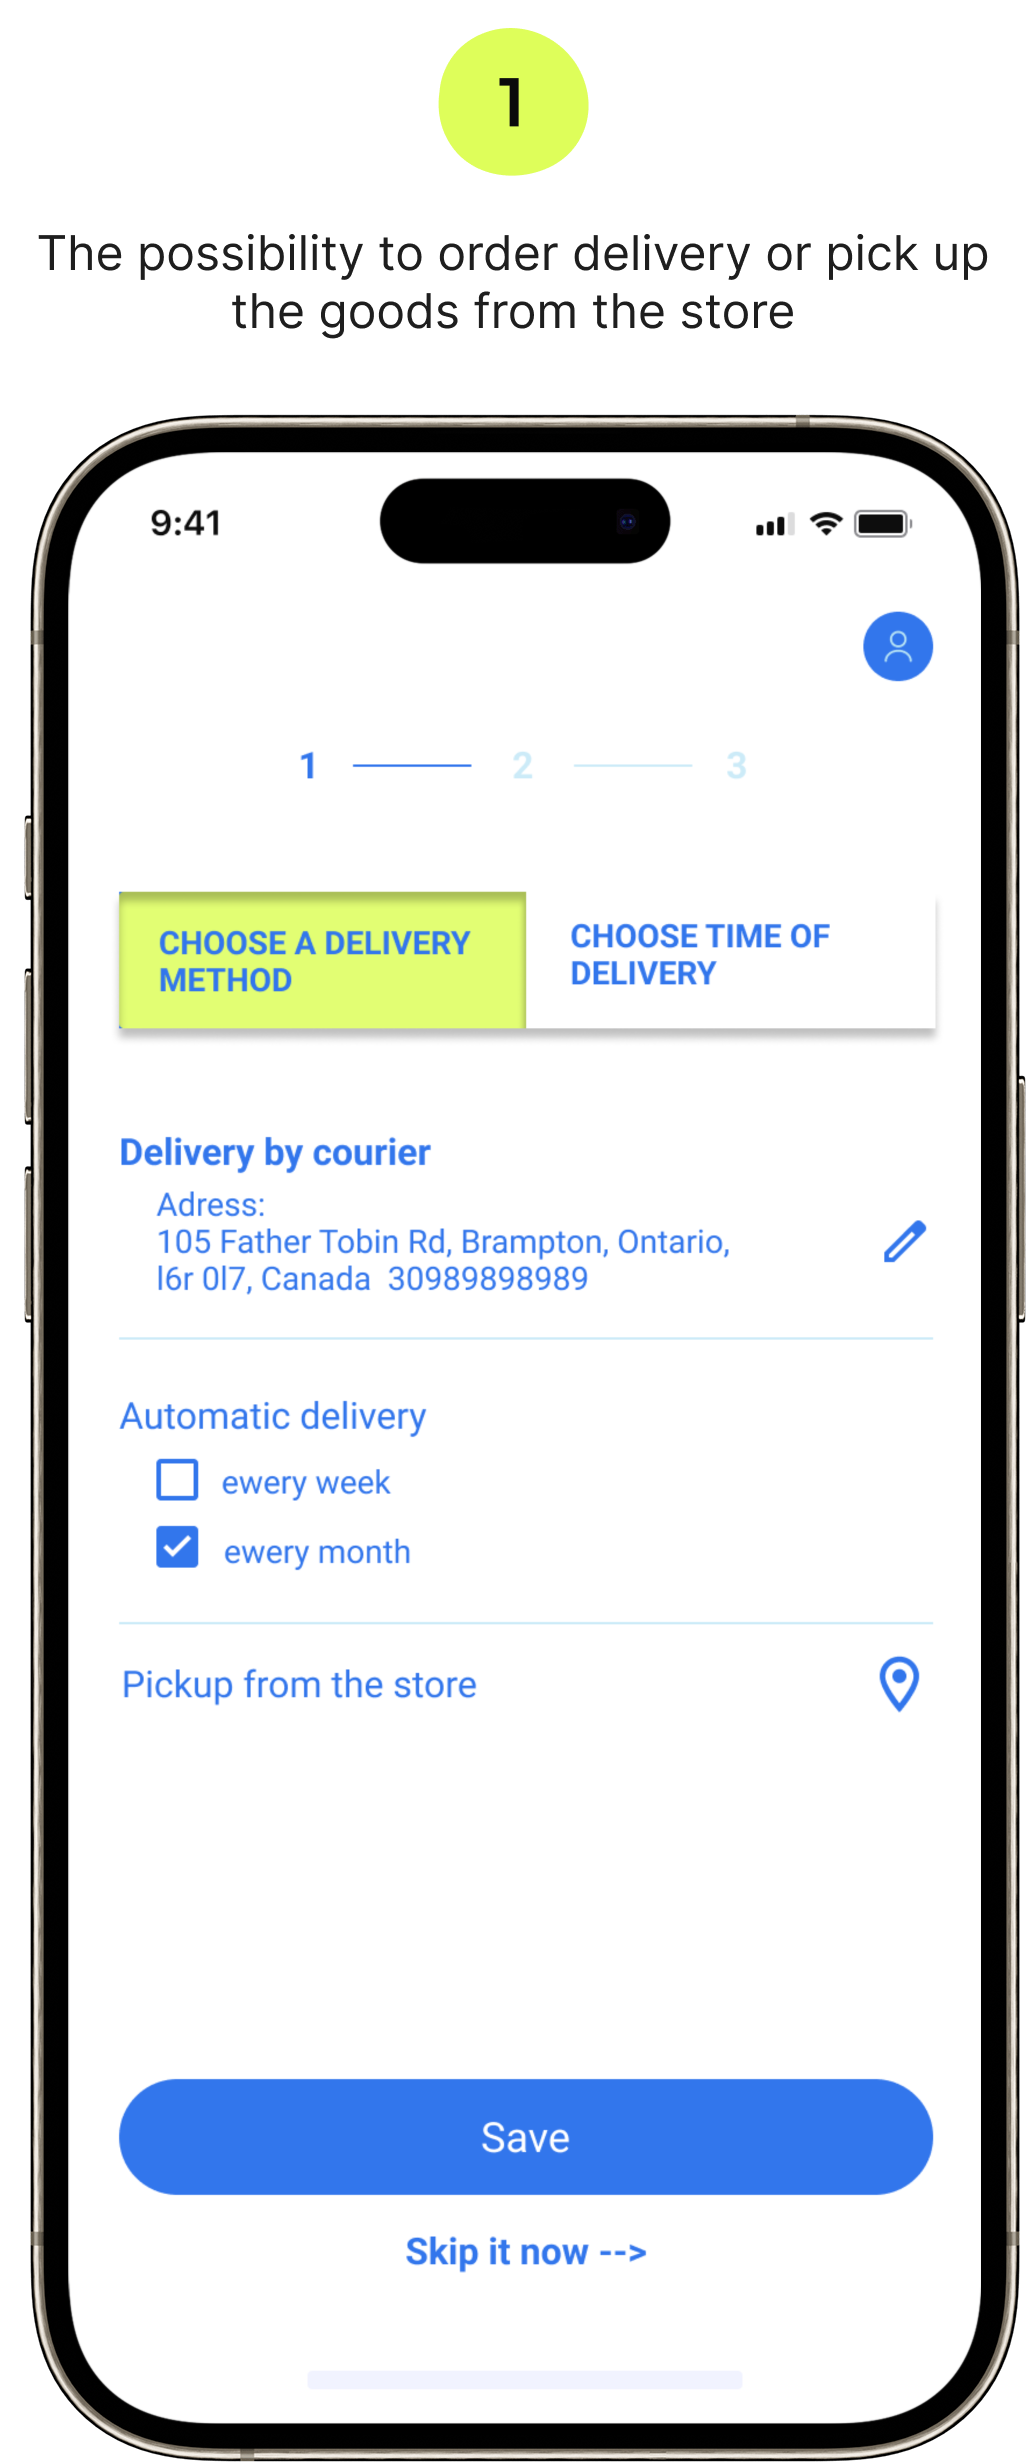 1
The possibility to order delivery or pick up
the goods from the store
9:41
1 2 3
CHOOSE A DELIVERY
METHOD
CHOOSE TIME OF
DELIVERY
Delivery by courier
Adress:
105 Father Tobin Rd, Brampton, Ontario,
l6r 0l7, Canada  30989898989
Automatic delivery
ewery week
ewery month
Pickup from the store
Save
Skip it now -->